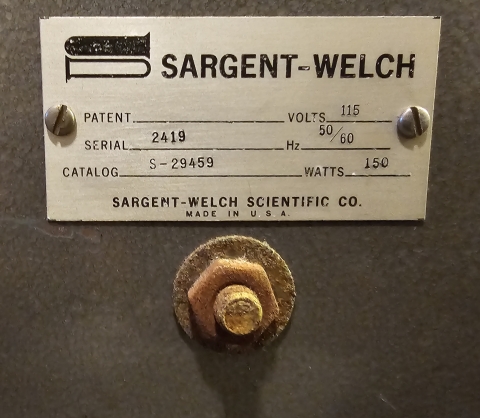 SARGENT-WELCH
PATENT VOLTS 115
SERIAL 2419 Hz 50/60
CATALOG S-29459 WATTS 150
SARGENT-WELCH SCIENTIFIC CO.
MADE IN U.S.A.